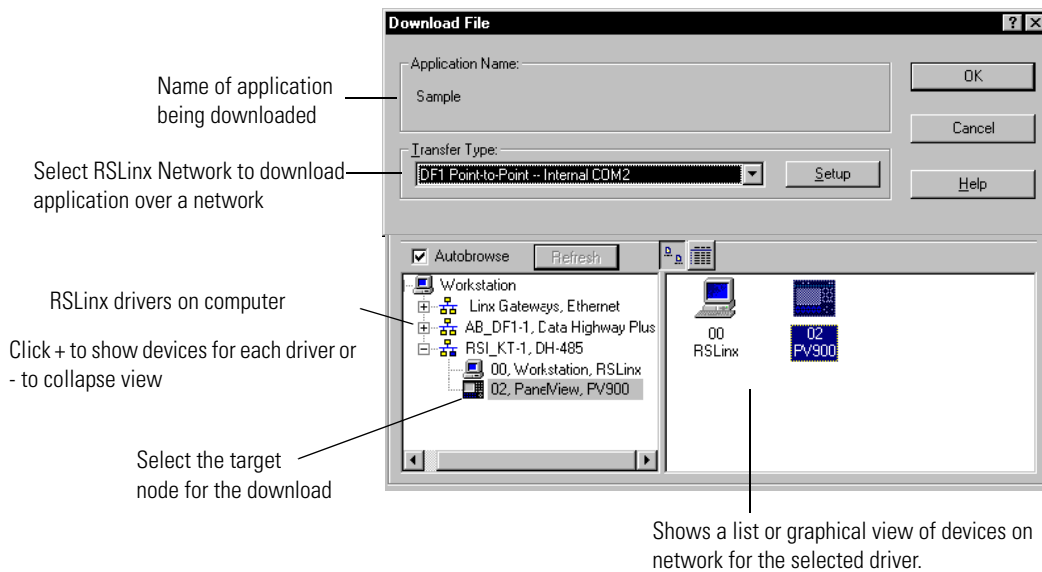 Download File
Name of application
being downloaded
Application Name:
Sample
OK
Cancel
Select RSLinx Network to download
application over a network
Transfer Type:
DF1 Point-to-Point -- Internal COM2
Setup
Help
Autobrowse
Refresh
RSLinx drivers on computer
Click + to show devices for each driver or
- to collapse view
Workstation
Linx Gateways, Ethernet
AB_DF1-1, Data Highway Plus
RSI_KT-1, DH-485
00, Workstation, RSLinx
02, PanelView, PV900
00
RSLinx
02
PV900
Select the target
node for the download
Shows a list or graphical view of devices on
network for the selected driver.